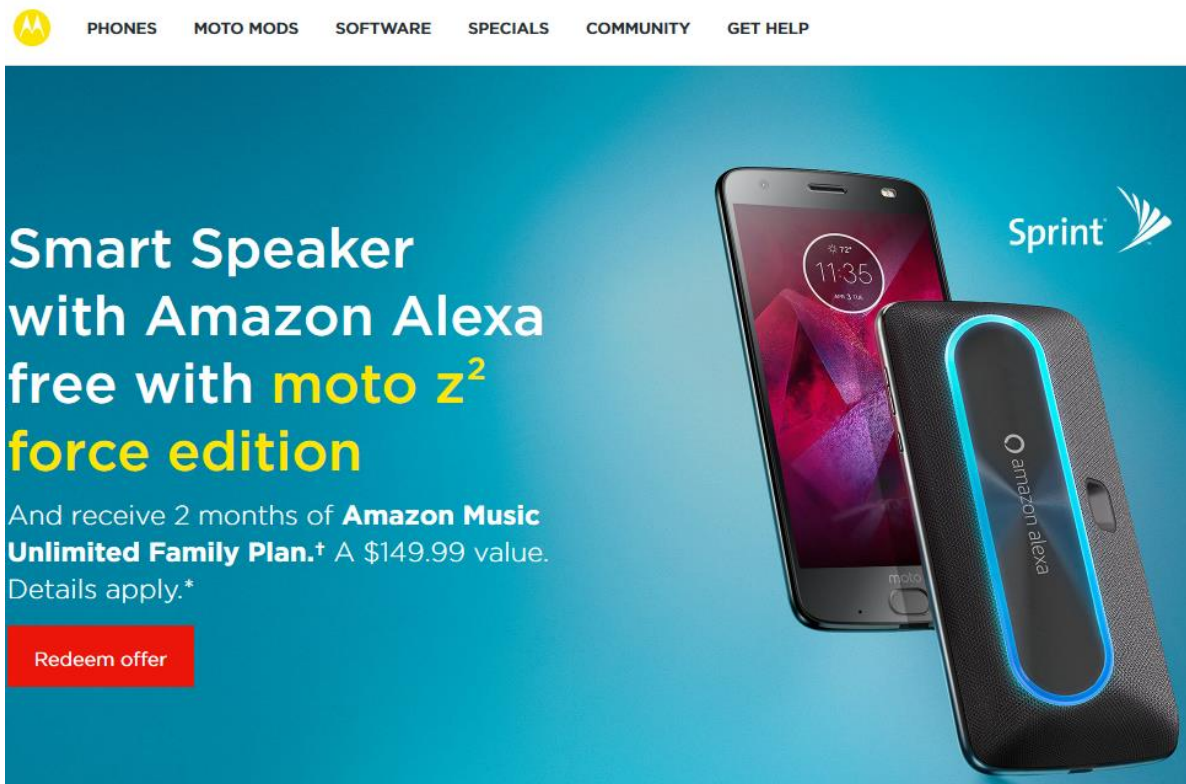 PHONES MOTO MODS SOFTWARE SPECIALS COMMUNITY GET HELP
Smart Speaker
with Amazon Alexa
free with moto z²
force edition
And receive 2 months of Amazon Music
Unlimited Family Plan.† A $149.99 value.
Details apply.*
Redeem offer
Sprint
72°
11:35
moto
amazon alexa